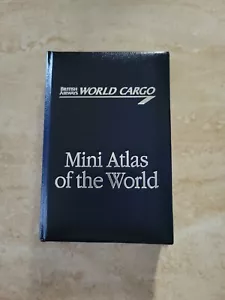 British Airways WORLD CARGO
Mini Atlas
of the World